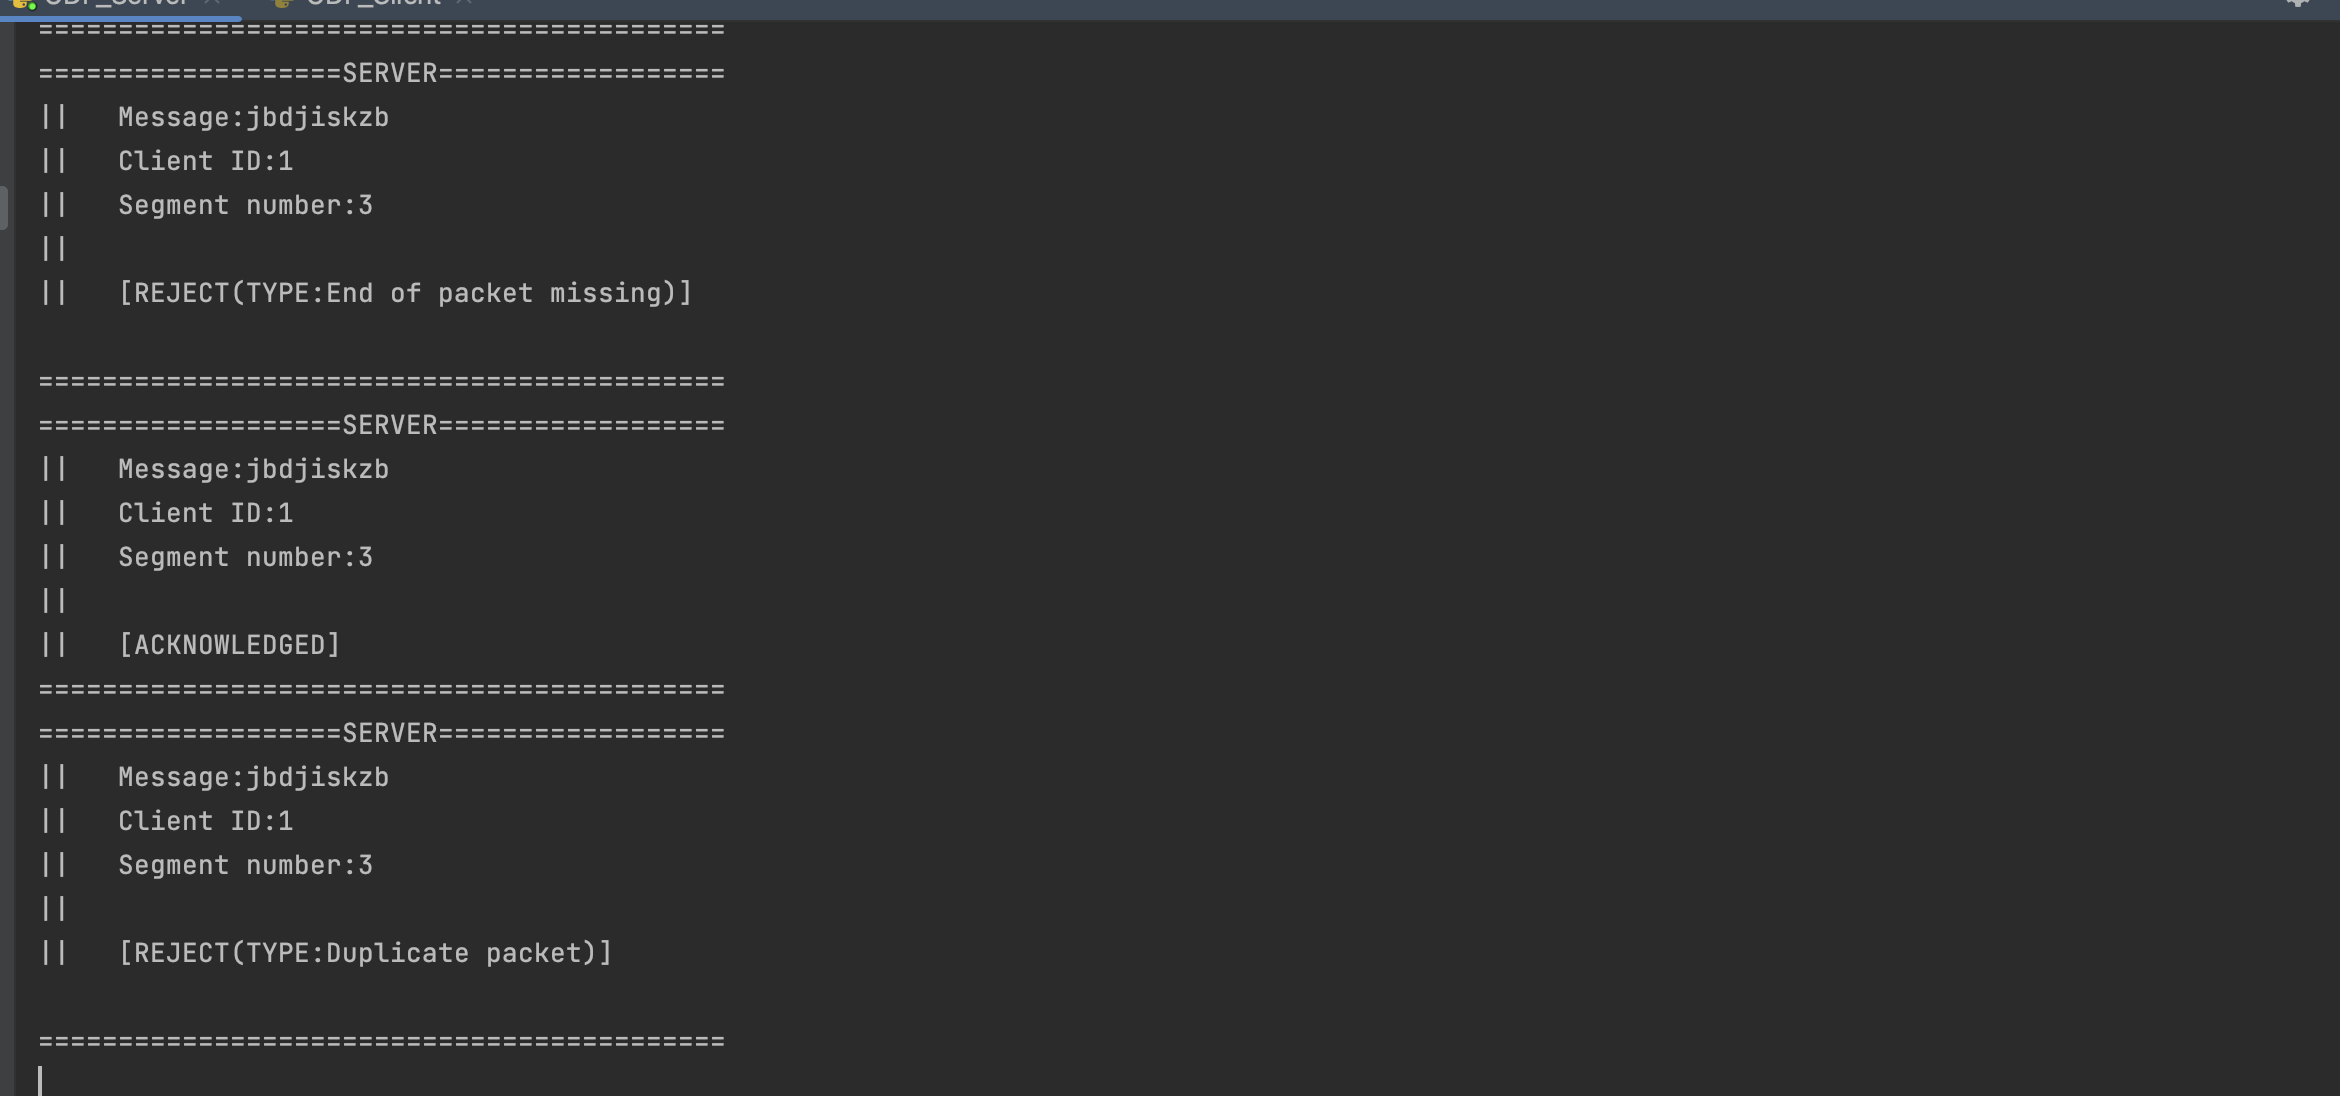 UDP_Server × UDP_Client ×
===========================================
===================SERVER==================
||   Message:jbdjiskzb
||   Client ID:1
||   Segment number:3
||
||   [REJECT(TYPE:End of packet missing)]
===========================================
===================SERVER==================
||   Message:jbdjiskzb
||   Client ID:1
||   Segment number:3
||
||   [ACKNOWLEDGED]
===========================================
===================SERVER==================
||   Message:jbdjiskzb
||   Client ID:1
||   Segment number:3
||
||   [REJECT(TYPE:Duplicate packet)]
===========================================